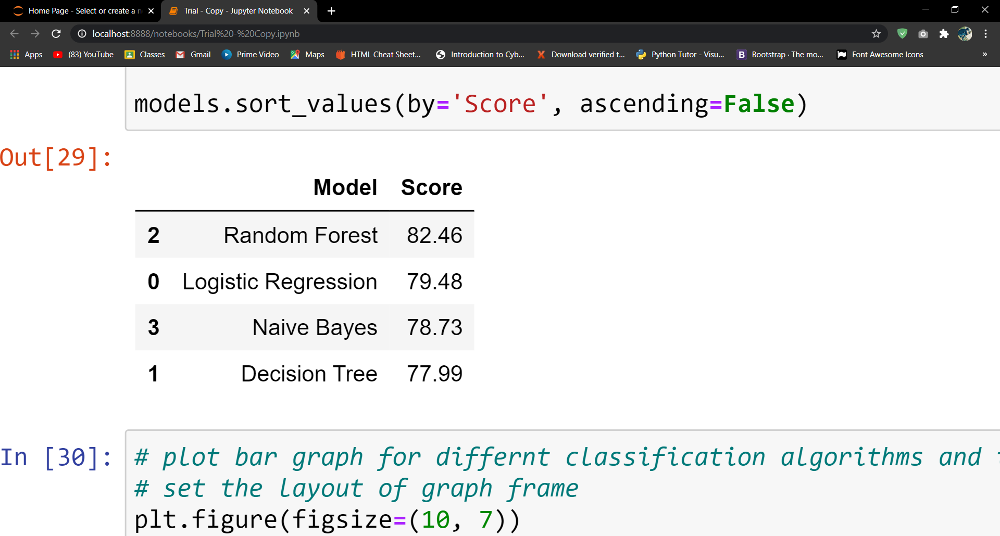 Home Page - Select or create a n
Trial - Copy - Jupyter Notebook
localhost:8888/notebooks/Trial%20-%20Copy.ipynb
Apps (83) YouTube Classes Gmail Prime Video Maps HTML Cheat Sheet... Introduction to Cyb... Download verified t... Python Tutor - Visu... Bootstrap · The mo... Font Awesome Icons »
models.sort_values(by='Score', ascending=False)
Out[29]:
Model Score
2 Random Forest 82.46
0 Logistic Regression 79.48
3 Naive Bayes 78.73
1 Decision Tree 77.99
In [30]: # plot bar graph for differnt classification algorithms and
# set the layout of graph frame
plt.figure(figsize=(10, 7))